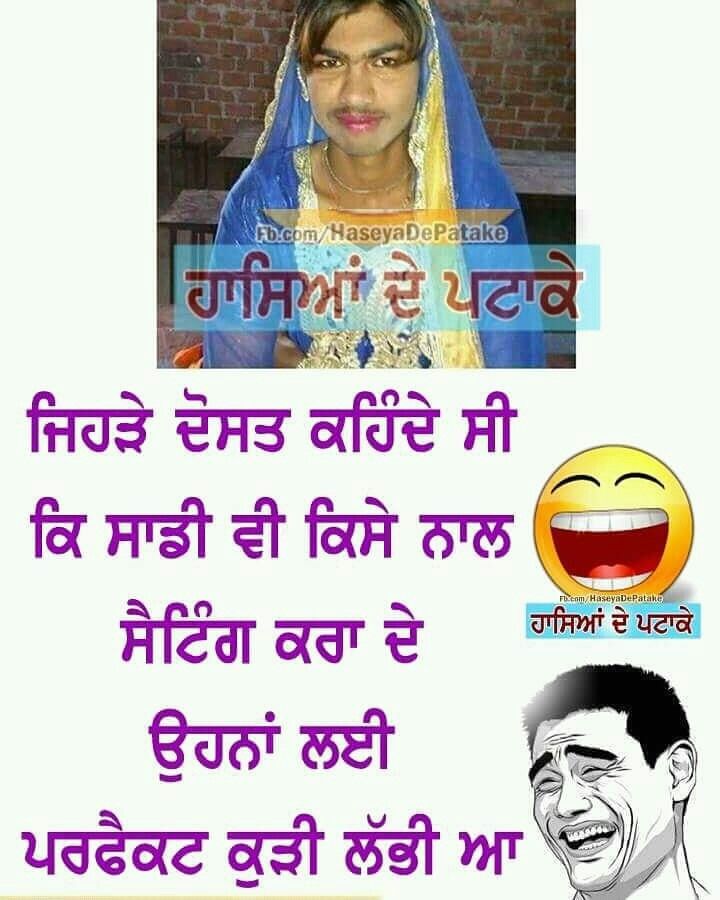 Fb.com/HaseyaDePatake
ਹਾਸਿਆਂ ਦੇ ਪਟਾਕੇ
ਜਿਹੜੇ ਦੋਸਤ ਕਹਿੰਦੇ ਸੀ
ਕਿ ਸਾਡੀ ਵੀ ਕਿਸੇ ਨਾਲ
ਸੈਟਿੰਗ ਕਰਾ ਦੇ
ਉਹਨਾਂ ਲਈ
ਪਰਫੈਕਟ ਕੁੜੀ ਲੱਭੀ ਆ
Fb.com/HaseyaDePatake
ਹਾਸਿਆਂ ਦੇ ਪਟਾਕੇ